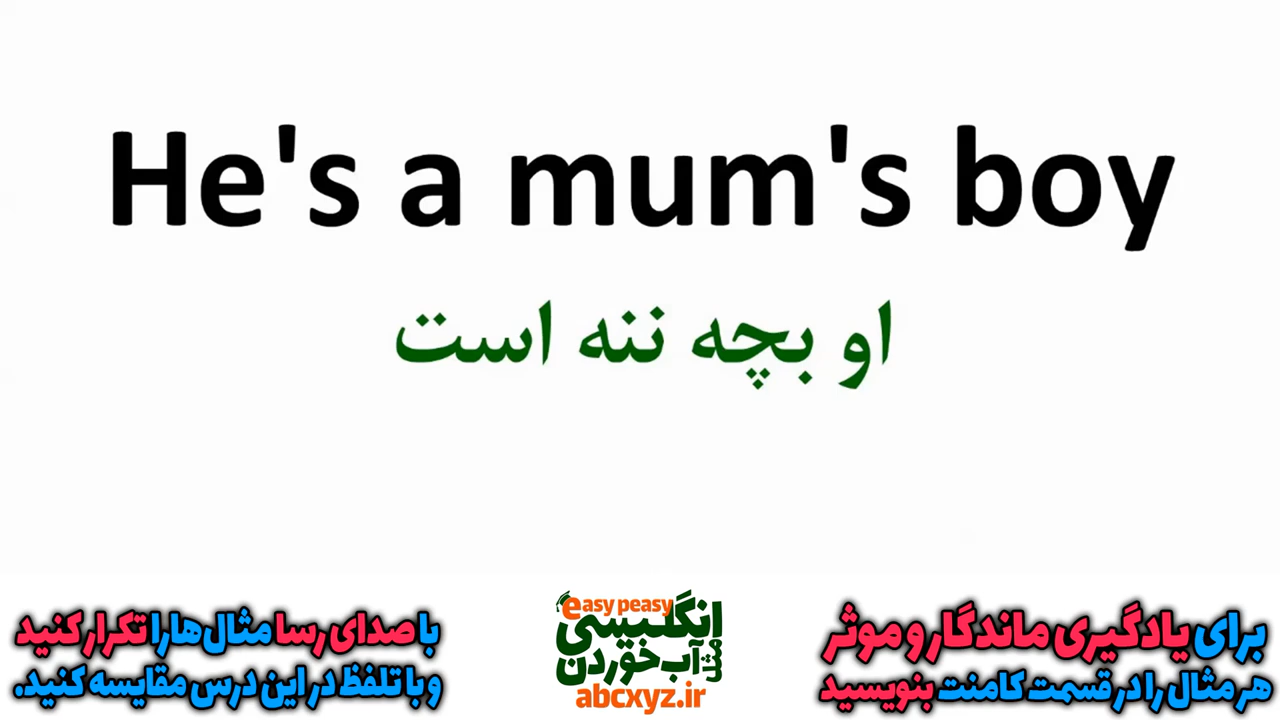 He's a mum's boy
او بچه ننه است
برای یادگیری ماندگار و موثر
هر مثال را در قسمت کامنت بنویسید
easy peasy
انگلیسی
مثل آب خوردن
abcxyz.ir
با صدای رسا مثال‌ها را تکرار کنید
و با تلفظ در این درس مقایسه کنید.